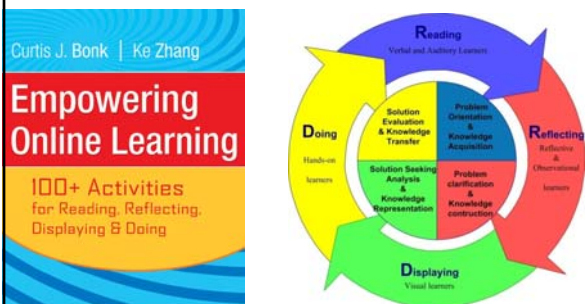 Curtis J. Bonk | Ke Zhang
Empowering
Online Learning
100+ Activities
for Reading, Reflecting,
Displaying & Doing
Reading
Verbal and Auditory Learners
Doing
Hands-on
learners
Solution
Evaluation
& Knowledge
Transfer
Problem
Orientation
&
Knowledge
Acquisition
Reflecting
Reflective
&
Observational
learners
Solution Seeking
Analysis
&
Knowledge
Representation
Problem
clarification
&
Knowledge
contruction
Displaying
Visual learners